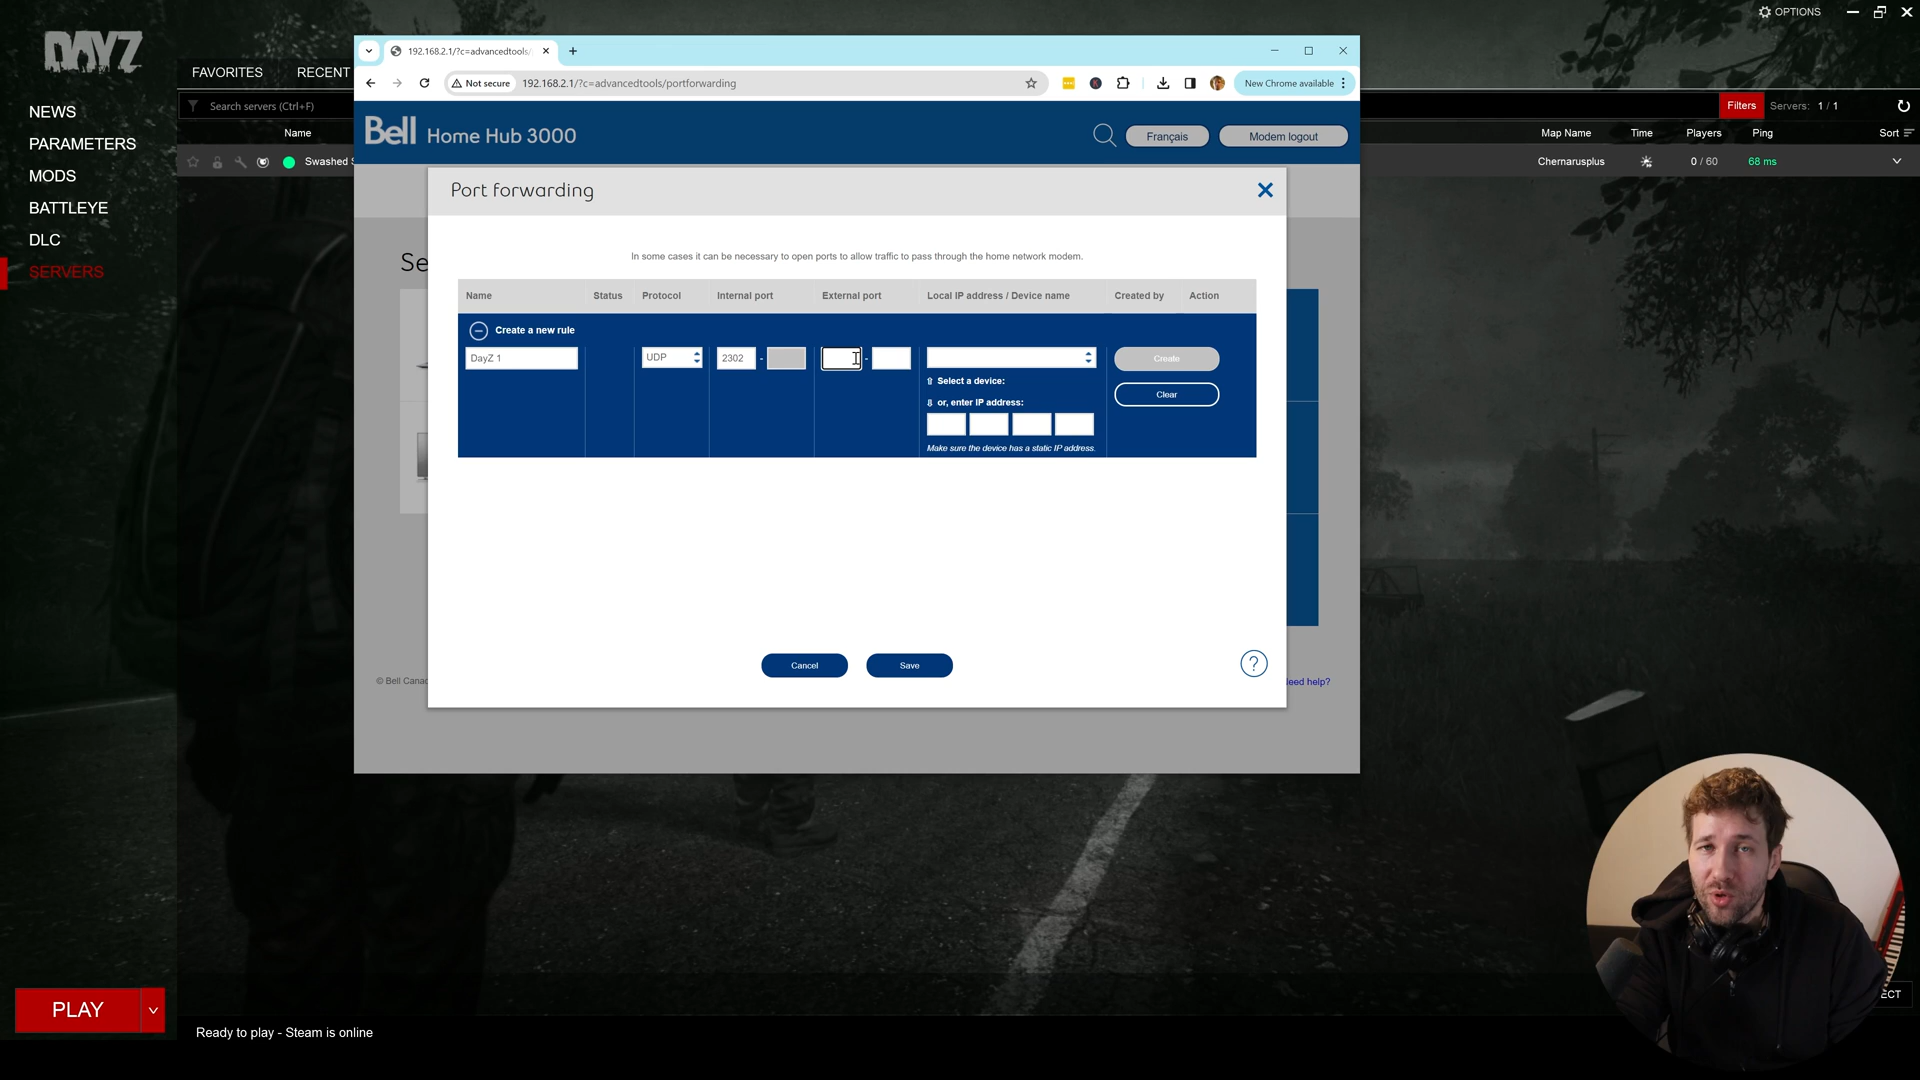 DAYZ
OPTIONS
FAVORITES
RECENT
NEWS
PARAMETERS
MODS
BATTLEYE
DLC
SERVERS
Search servers (Ctrl+F)
Name
Swashed S
192.168.2.1/?c=advancedtools/
Not secure
192.168.2.1/?c=advancedtools/portforwarding
New Chrome available
Bell Home Hub 3000
Français
Modem logout
Filters
Servers: 1 / 1
Map Name
Time
Players
Ping
Sort
Chernarusplus
0 / 60
68 ms
Se
Port forwarding
In some cases it can be necessary to open ports to allow traffic to pass through the home network modem.
Name
Status
Protocol
Internal port
External port
Local IP address / Device name
Created by
Action
Create a new rule
DayZ 1
UDP
2302
-
-
Create
⇧ Select a device:
⇩ or, enter IP address:
Clear
Make sure the device has a static IP address.
Cancel
Save
?
© Bell Canad
eed help?
PLAY
Ready to play - Steam is online
ECT